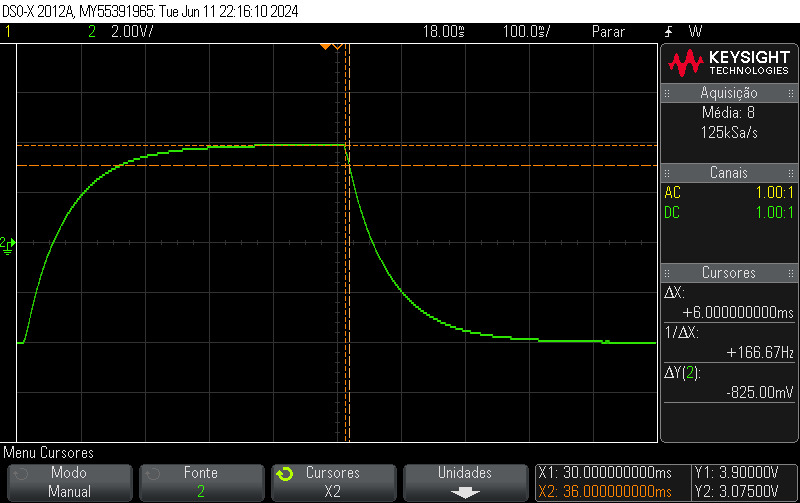 DSO-X 2012A, MY55391965: Tue Jun 11 22:16:10 2024
1 2 2.00V/ 18.00s 100.0s/ Parar W
KEYSIGHT
TECHNOLOGIES
Aquisição
Média: 8
125kSa/s
Canais
AC 1.00:1
DC 1.00:1
2
Cursores
ΔX:
+6.000000000ms
1/ΔX:
+166.67Hz
ΔY(2):
-825.00mV
Menu Cursores
Modo
Manual
Fonte
2
Cursores
X2
Unidades
X1: 30.000000000ms
X2: 36.000000000ms
Y1: 3.90000V
Y2: 3.07500V